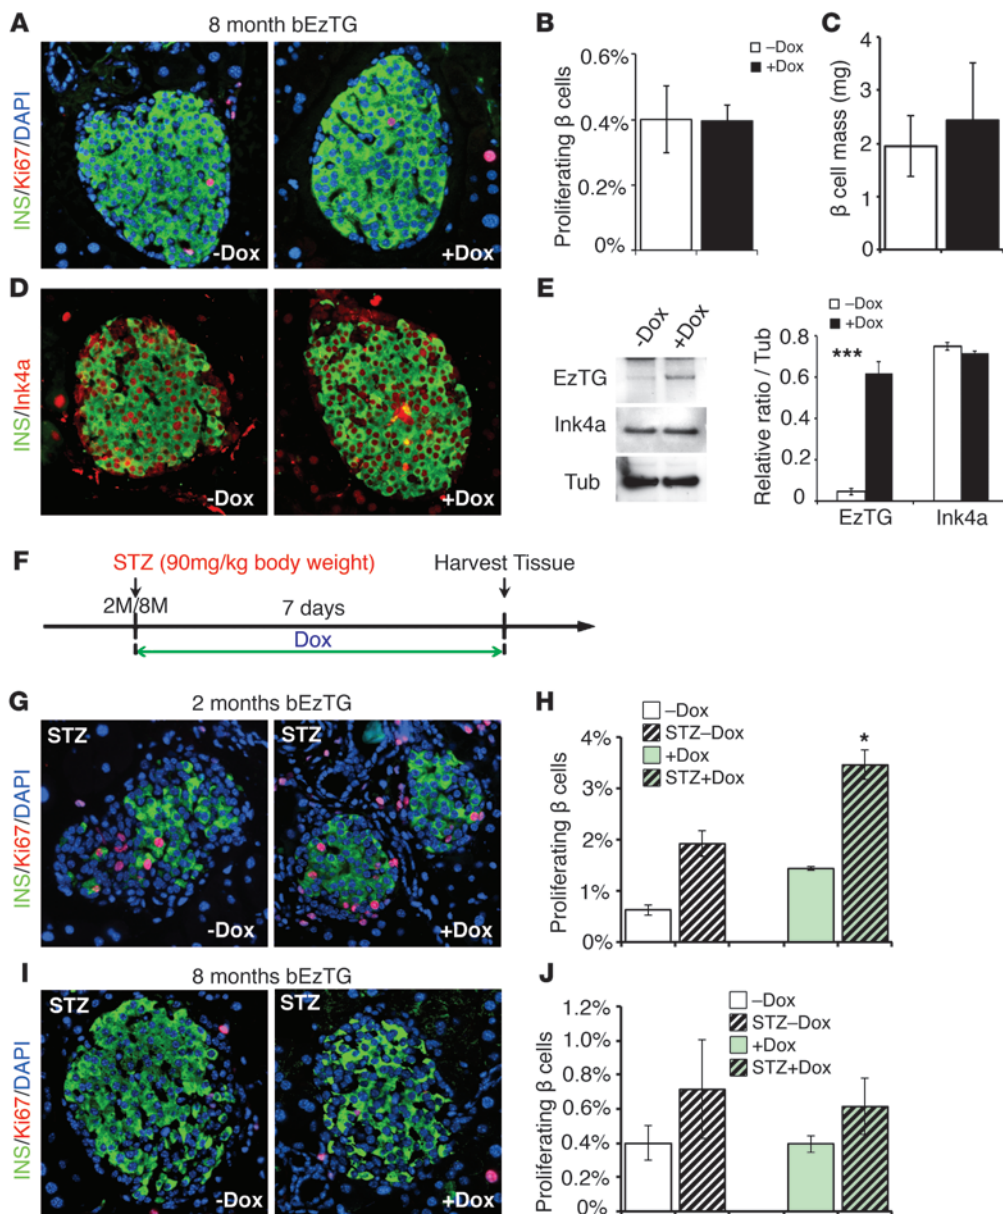 A
8 month bEzTG
INS/Ki67/DAPI
-Dox
+Dox
B
Proliferating β cells
0.6%
0.4%
0.2%
0%
–Dox
+Dox
C
β cell mass (mg)
4
3
2
1
0
D
INS/Ink4a
-Dox
+Dox
E
-Dox
+Dox
EzTG
Ink4a
Tub
–Dox
+Dox
Relative ratio / Tub
0.8
0.4
0
***
EzTG
Ink4a
F
STZ (90mg/kg body weight)
Harvest Tissue
2M/8M
7 days
Dox
G
2 months bEzTG
INS/Ki67/DAPI
STZ
-Dox
STZ
+Dox
H
–Dox
STZ–Dox
+Dox
STZ+Dox
Proliferating β cells
4%
3%
2%
1%
0%
*
I
8 months bEzTG
INS/Ki67/DAPI
STZ
-Dox
STZ
+Dox
J
–Dox
STZ–Dox
+Dox
STZ+Dox
Proliferating β cells
1.2%
1.0%
0.8%
0.6%
0.4%
0.2%
0%